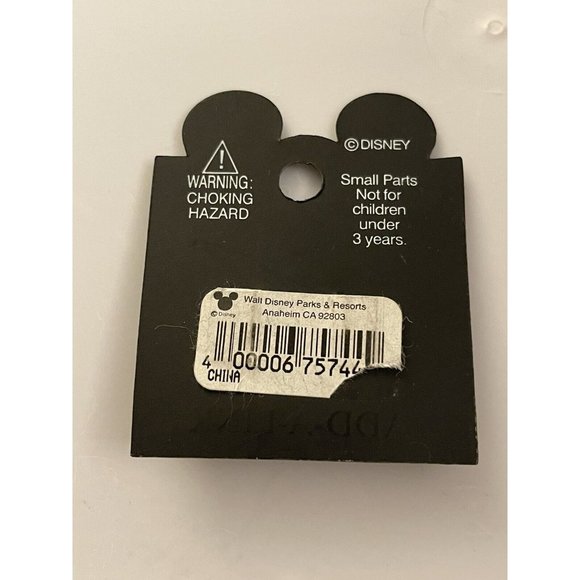 ©DISNEY
WARNING:
CHOKING
HAZARD
Small Parts
Not for
children
under
3 years.
Walt Disney Parks & Resorts
© Disney
Anaheim CA 92803
4 00006 75744
CHINA